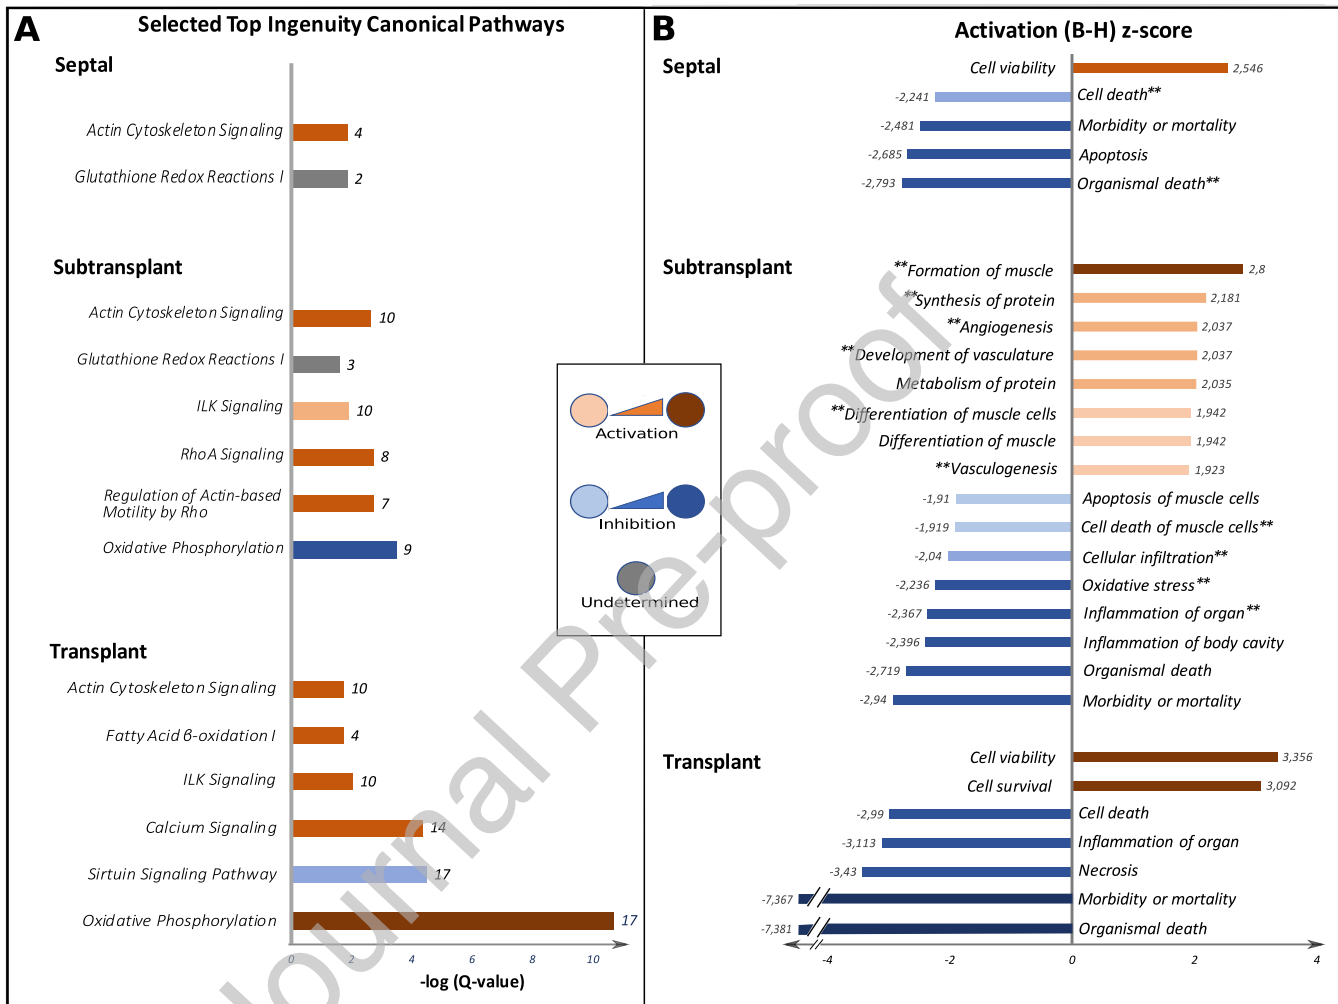 A
Selected Top Ingenuity Canonical Pathways
Septal
Actin Cytoskeleton Signaling
4
Glutathione Redox Reactions I
2
Subtransplant
Actin Cytoskeleton Signaling
10
Glutathione Redox Reactions I
3
ILK Signaling
10
RhoA Signaling
8
Regulation of Actin-based
Motility by Rho
7
Oxidative Phosphorylation
9
Transplant
Actin Cytoskeleton Signaling
10
Fatty Acid β-oxidation I
4
ILK Signaling
10
Calcium Signaling
14
Sirtuin Signaling Pathway
17
Oxidative Phosphorylation
17
0 2 4 6 8 10
-log (Q-value)
Activation
Inhibition
Undetermined
B
Activation (B-H) z-score
Septal
Cell viability
2,546
-2,241
Cell death**
-2,481
Morbidity or mortality
-2,685
Apoptosis
-2,793
Organismal death**
Subtransplant
**Formation of muscle
2,8
**Synthesis of protein
2,181
**Angiogenesis
2,037
**Development of vasculature
2,037
Metabolism of protein
2,035
**Differentiation of muscle cells
1,942
Differentiation of muscle
1,942
**Vasculogenesis
1,923
-1,91
Apoptosis of muscle cells
-1,919
Cell death of muscle cells**
-2,04
Cellular infiltration**
-2,236
Oxidative stress**
-2,367
Inflammation of organ**
-2,396
Inflammation of body cavity
-2,719
Organismal death
-2,94
Morbidity or mortality
Transplant
Cell viability
3,356
Cell survival
3,092
-2,99
Cell death
-3,113
Inflammation of organ
-3,43
Necrosis
-7,367
Morbidity or mortality
-7,381
Organismal death
-4 -2 0 2 4
Journal Pre-proof